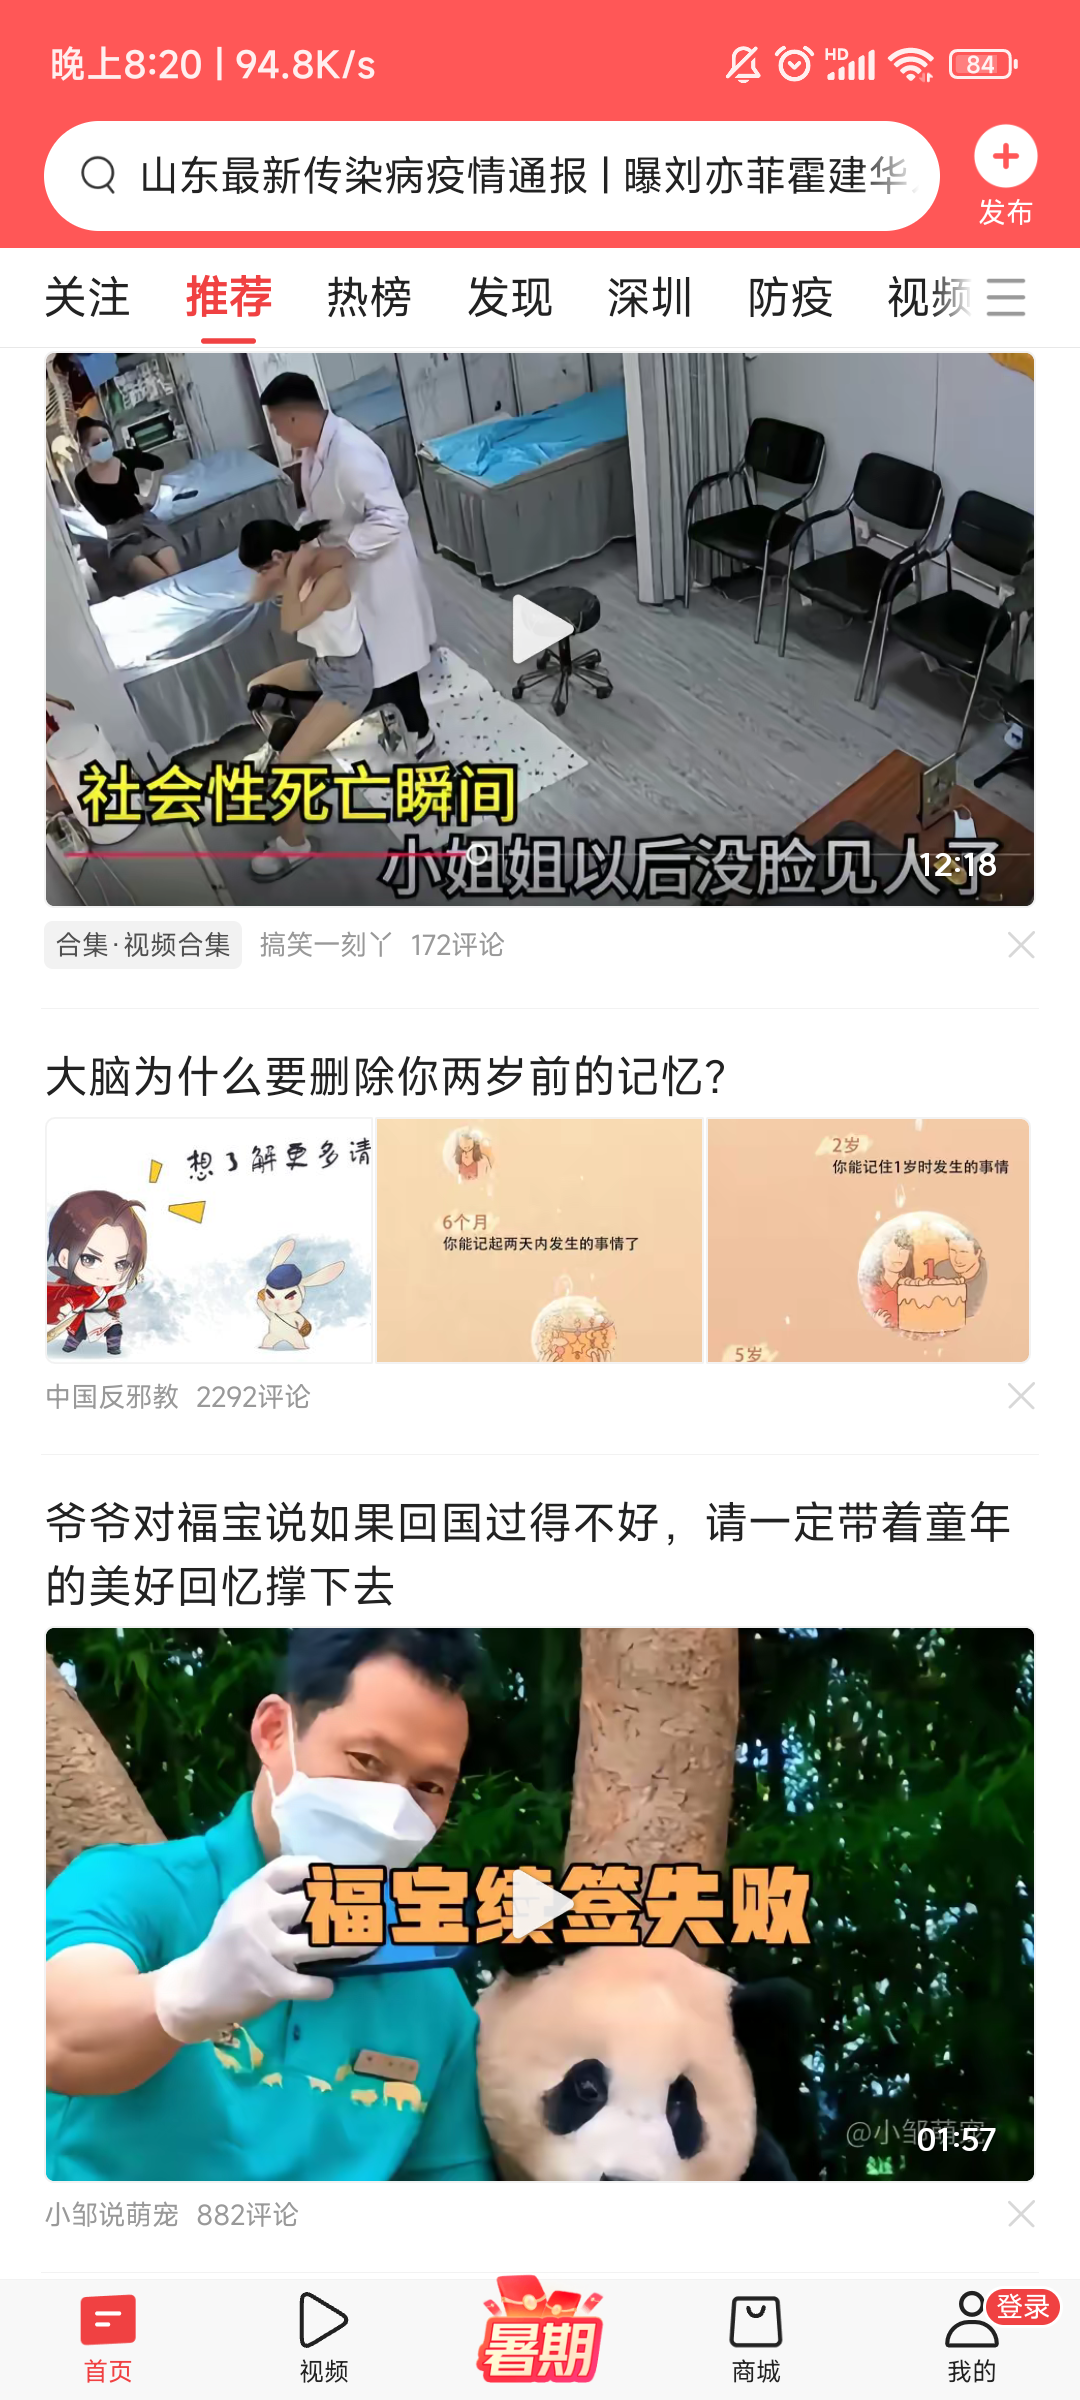 晚上8:20 | 94.8K/s
HD
84
山东最新传染病疫情通报 | 曝刘亦菲霍建华
发布
关注 推荐 热榜 发现 深圳 防疫 视频
社会性死亡瞬间
小姐姐以后没脸见人了
12:18
合集·视频合集 搞笑一刻丫 172评论
大脑为什么要删除你两岁前的记忆?
想了解更多请
6个月
你能记起两天内发生的事情了
2岁
你能记住1岁时发生的事情
1
5岁
中国反邪教 2292评论
爷爷对福宝说如果回国过得不好，请一定带着童年
的美好回忆撑下去
福宝续签失败
@小邹萌宠
01:57
小邹说萌宠 882评论
暑期
登录
首页 视频 商城 我的